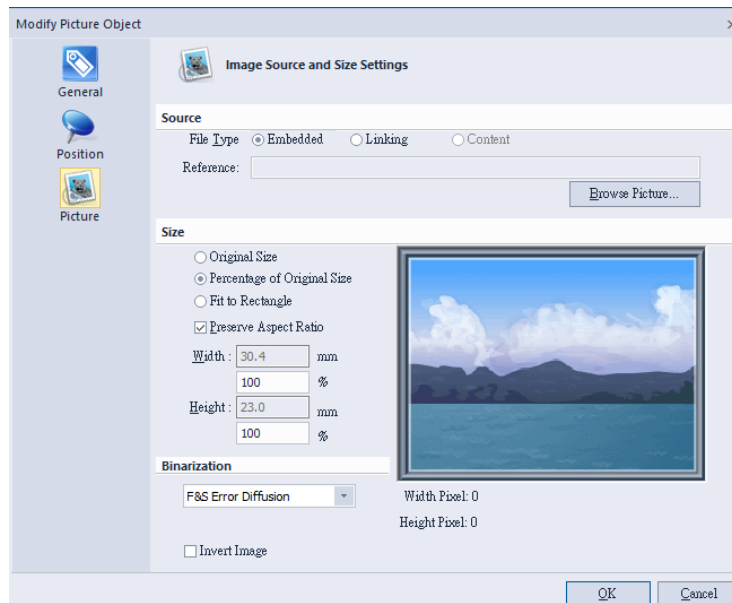 Modify Picture Object
General
Position
Picture
Image Source and Size Settings
Source
File Type Embedded Linking Content
Reference:
Browse Picture...
Size
Original Size
Percentage of Original Size
Fit to Rectangle
Preserve Aspect Ratio
Width : 30.4 mm
100 %
Height : 23.0 mm
100 %
Binarization
F&S Error Diffusion
Width Pixel: 0
Height Pixel: 0
Invert Image
OK Cancel